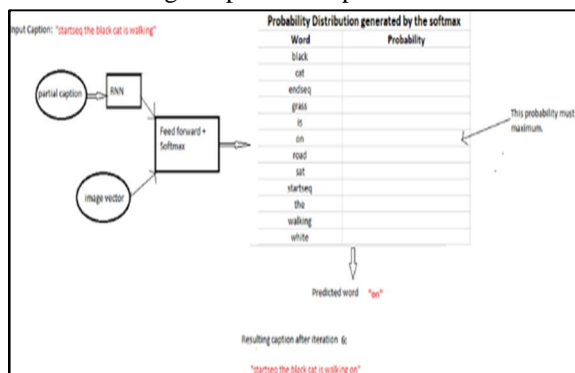 Input Caption: "startseq the black cat is walking"
Probability Distribution generated by the softmax
Word Probability
black
cat
endseq
grass
is
on
road
sat
startseq
the
walking
white
partial caption
RNN
Feed forward +
Softmax
image vector
This probability must
maximum.
Predicted word "on"
Resulting caption after iteration 6:
"startseq the black cat is walking on"